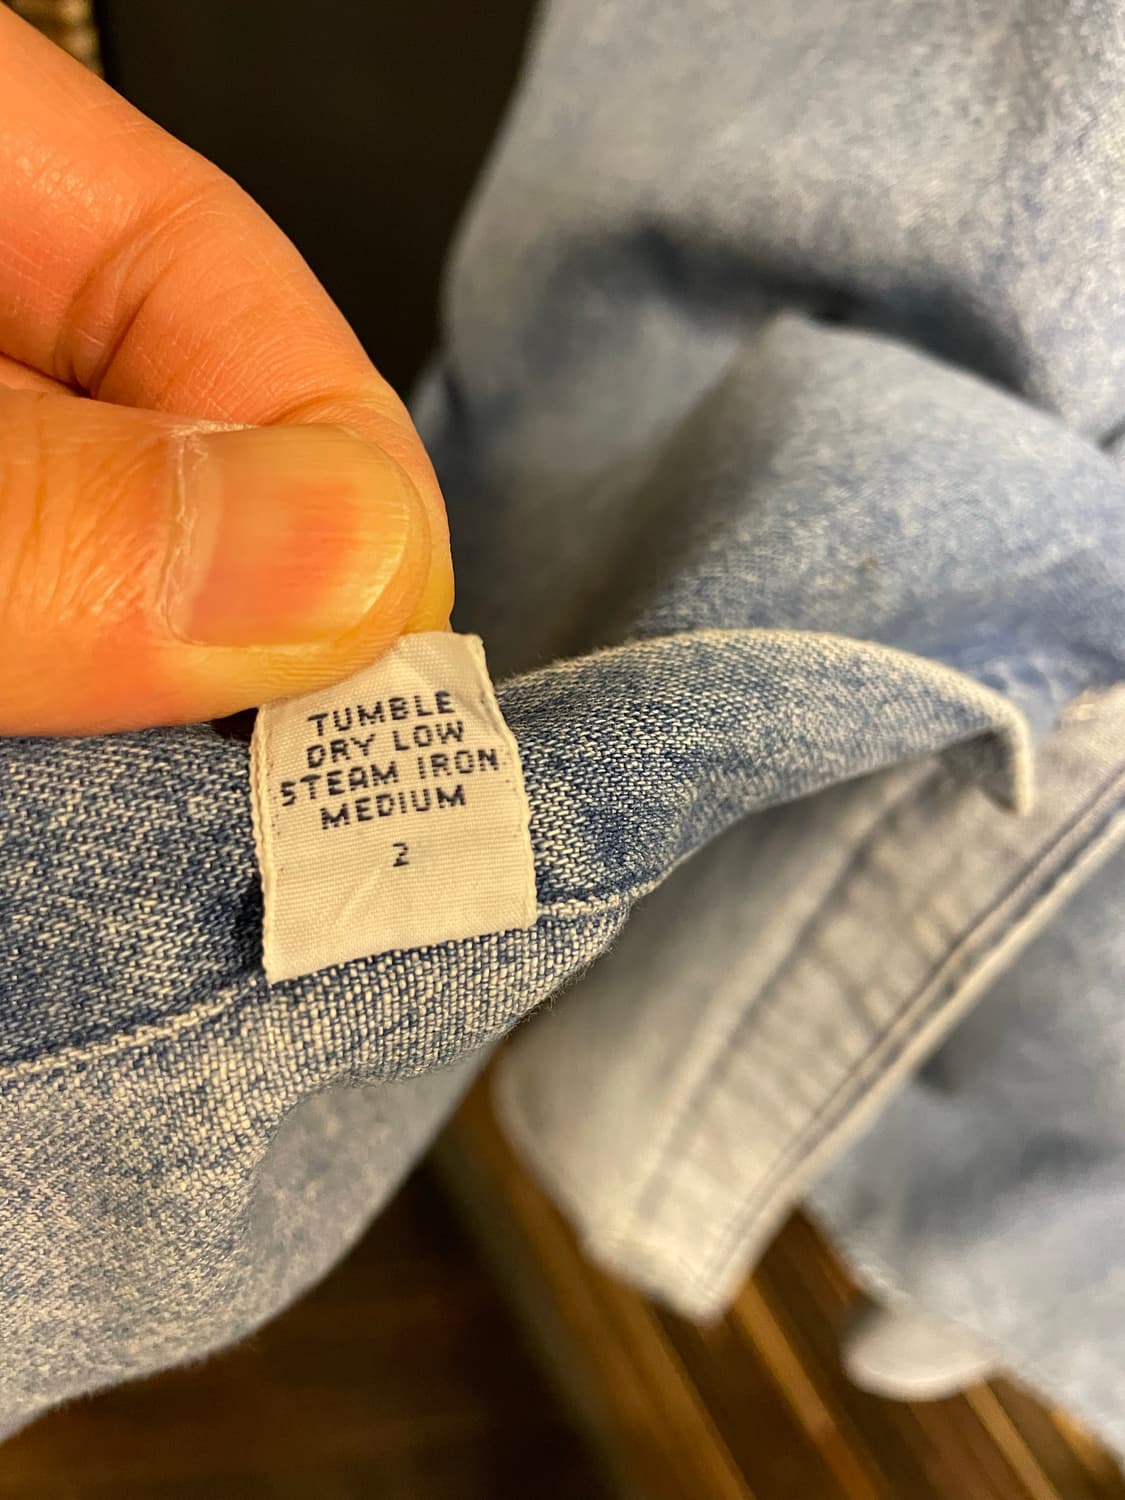 TUMBLE
DRY LOW
STEAM IRON
MEDIUM
2